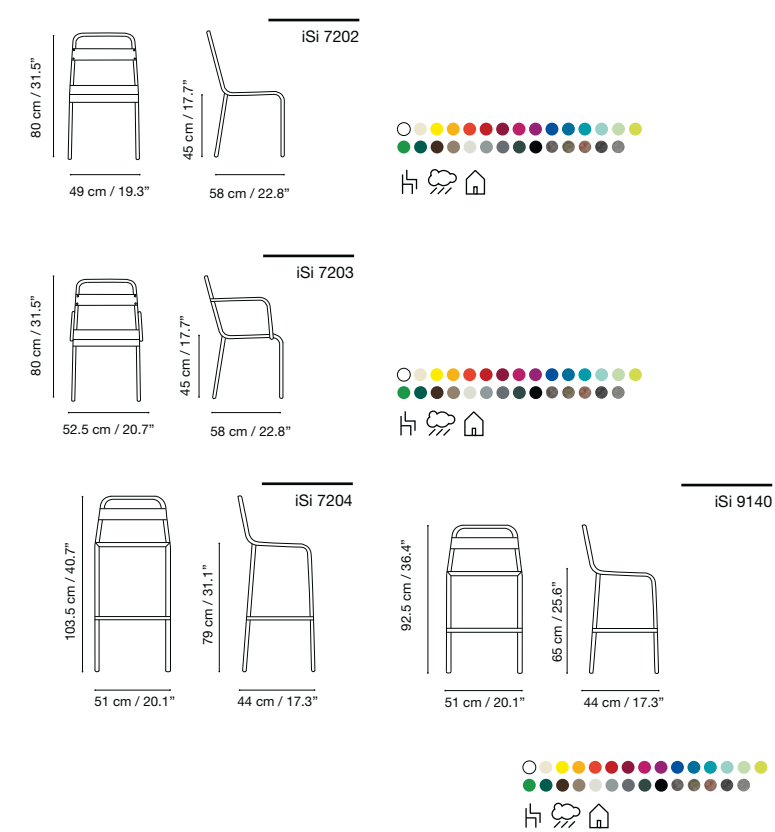 iSi 7202
80 cm / 31.5”
45 cm / 17.7”
49 cm / 19.3”
58 cm / 22.8”
iSi 7203
80 cm / 31.5”
45 cm / 17.7”
52.5 cm / 20.7”
58 cm / 22.8”
iSi 7204
103.5 cm / 40.7”
79 cm / 31.1”
51 cm / 20.1”
44 cm / 17.3”
iSi 9140
92.5 cm / 36.4”
65 cm / 25.6”
51 cm / 20.1”
44 cm / 17.3”